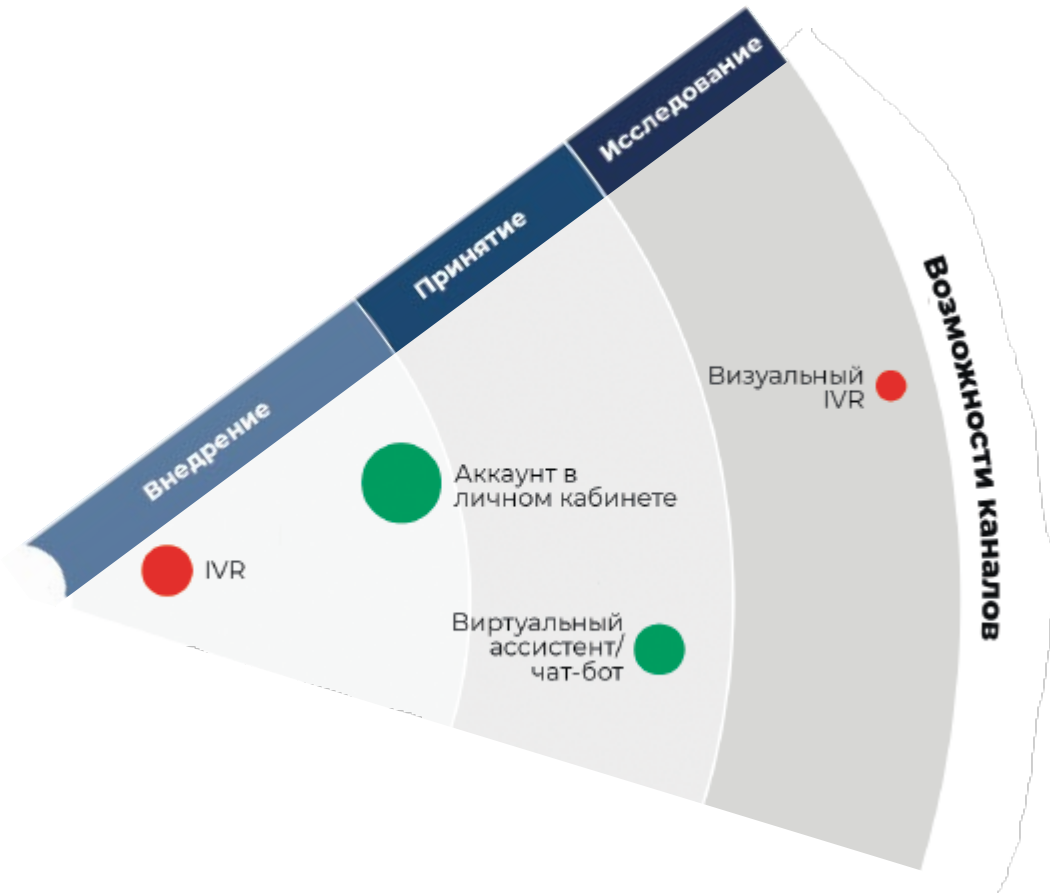 Исследование
Принятие
Внедрение
Возможности каналов
Визуальный
IVR
Аккаунт в
личном кабинете
IVR
Виртуальный
ассистент/
чат-бот